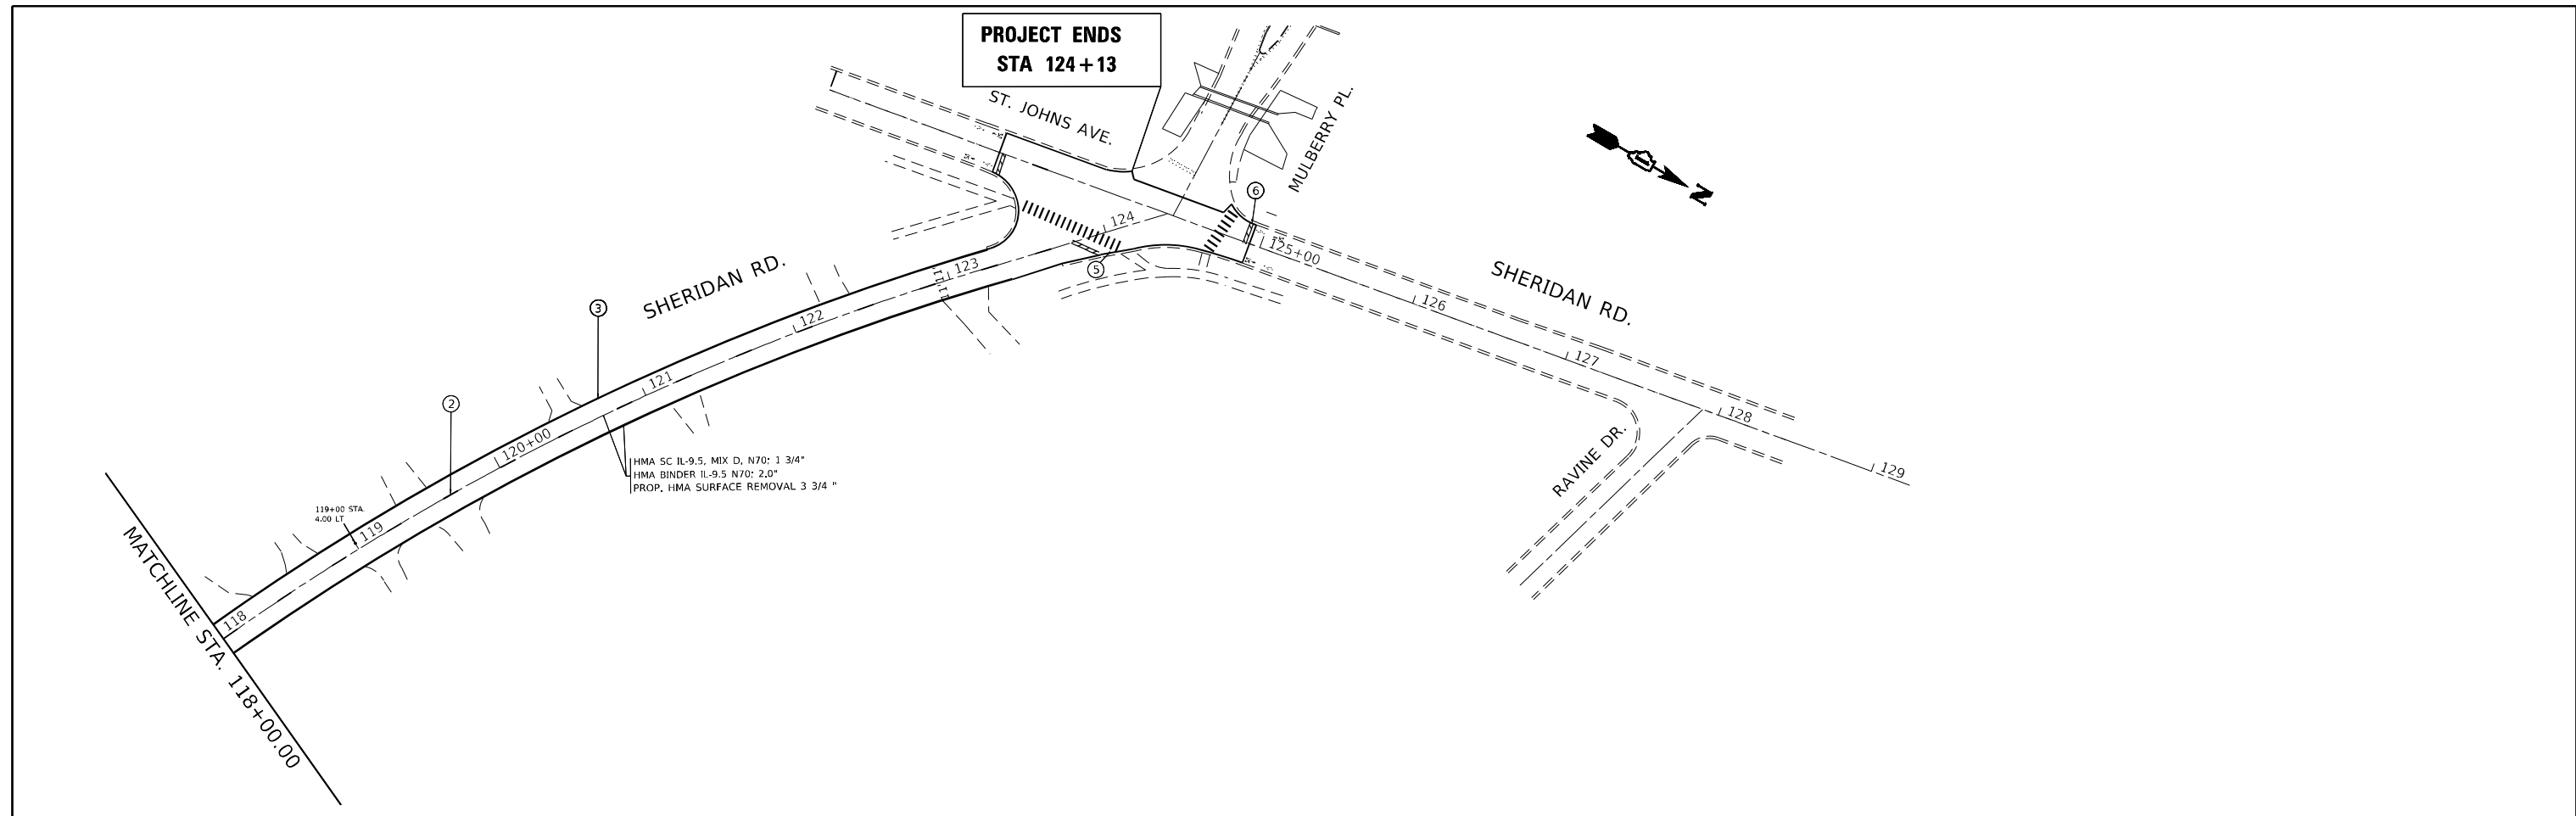 PROJECT ENDS
STA 124+13
ST. JOHNS AVE.
MULBERRY PL.
N
6
124
125+00
5
123
SHERIDAN RD.
SHERIDAN RD.
126
3
122
127
121
128
2
120+00
RAVINE DR.
129
HMA SC IL-9.5, MIX D, N70; 1 3/4"
HMA BINDER IL-9.5 N70; 2.0"
PROP. HMA SURFACE REMOVAL 3 3/4 "
119+00 STA.
4.00 LT
119
118
MATCHLINE STA. 118+00.00